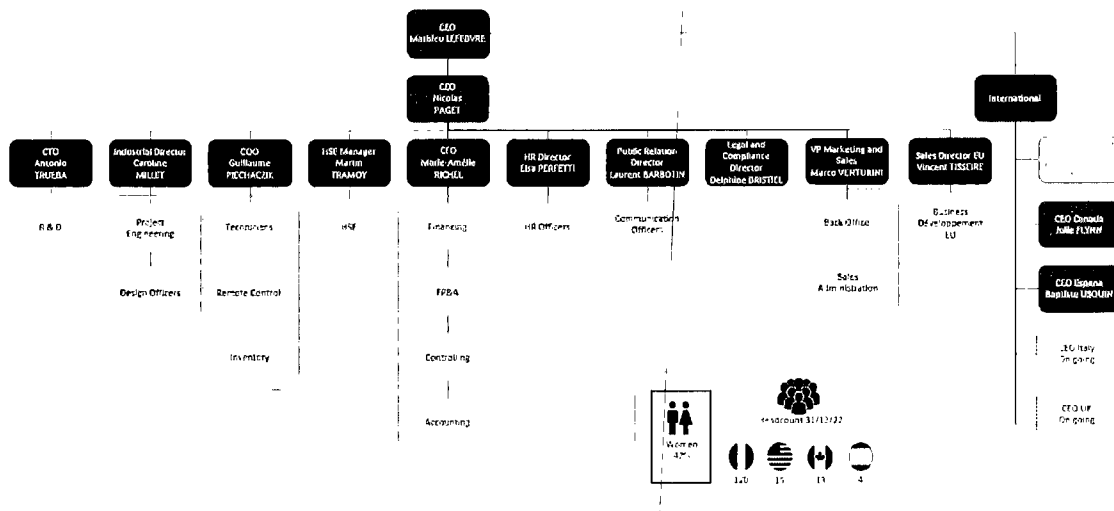 CEO
Mathieu LEFEBVRE
CEO
Nicolas
PAGET
International
CTO
Antonio
TRUEBA
Industrial Director
Caroline
MILLET
COO
Guillaume
PIECHACZIK
HSE Manager
Martin
TRAMOY
CFO
Marie-Amélie
RICHEL
HR Director
Elsa PERFETTI
Public Relation
Director
Laurent BARBOTIN
Legal and
Compliance
Director
Delphine BRISTIEL
VP Marketing and
Sales
Marco VENTURINI
Sales Director EU
Vincent TISSEIRE
R & D
Project
Engineering
Technicians
HSE
Financing
HR Officers
Communication
Officers
Back Office
Business
Développement
EU
CEO Canada
Julie FLYNN
Design Officers
Remote Control
FP&A
Sales
Administration
CEO Espana
Baptiste USQUIN
Inventory
Controlling
CEO Italy
On going
Accounting
On going
Women
42%
Headcount 31/12/22
120
15
13
4